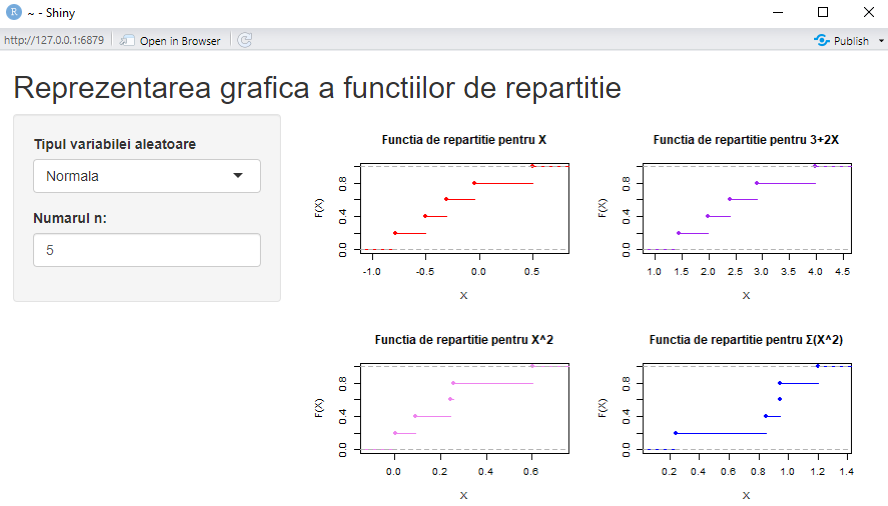 R ~ - Shiny
http://127.0.0.1:6879 Open in Browser Publish
Reprezentarea grafica a functiilor de repartitie
Tipul variabilei aleatoare
Normala
Numarul n:
5
Functia de repartitie pentru X
F(X)
0.0 0.4 0.8
-1.0 -0.5 0.0 0.5
X
Functia de repartitie pentru 3+2X
F(X)
0.0 0.4 0.8
1.0 1.5 2.0 2.5 3.0 3.5 4.0 4.5
X
Functia de repartitie pentru X^2
F(X)
0.0 0.4 0.8
0.0 0.2 0.4 0.6
X
Functia de repartitie pentru Σ(X^2)
F(X)
0.0 0.4 0.8
0.2 0.4 0.6 0.8 1.0 1.2 1.4
X